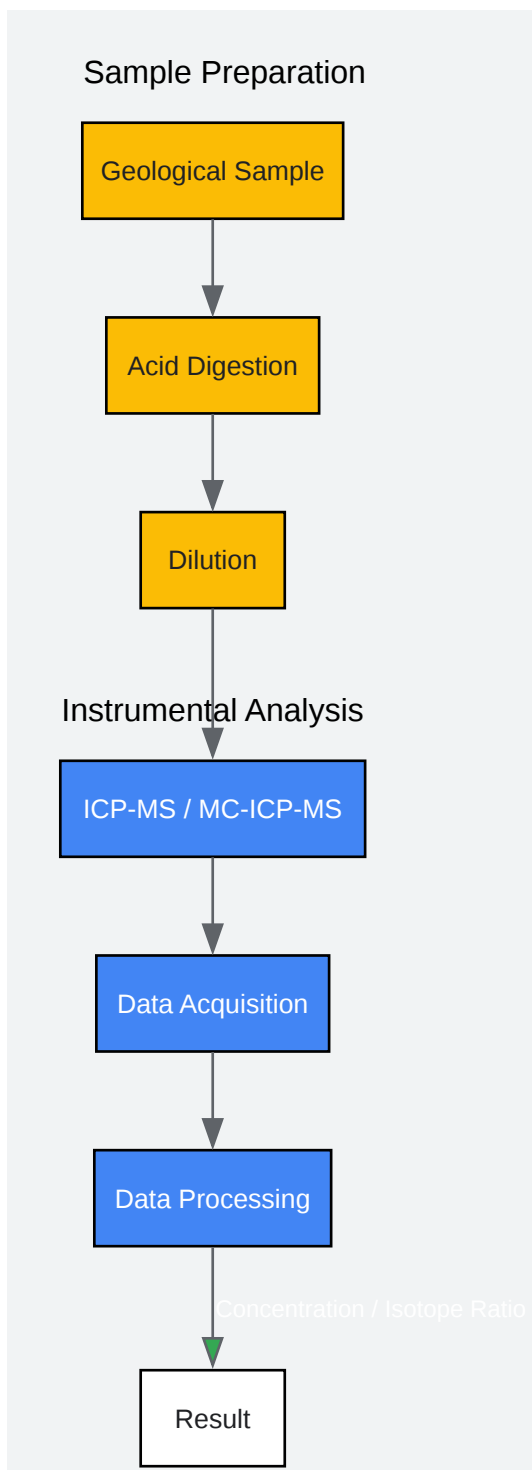 Sample Preparation
Geological Sample
Acid Digestion
Dilution
Instrumental Analysis
ICP-MS / MC-ICP-MS
Data Acquisition
Data Processing
Concentration / Isotope Ratio
Result